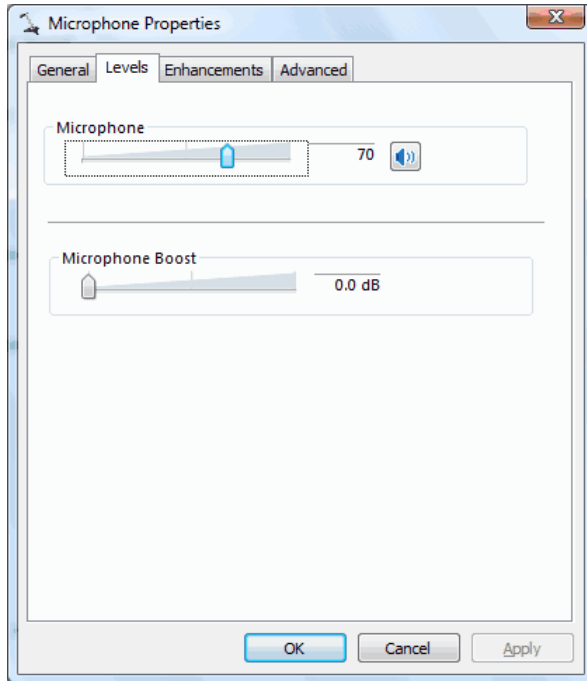 Microphone Properties
General Levels Enhancements Advanced
Microphone
70
Microphone Boost
0.0 dB
OK Cancel Apply